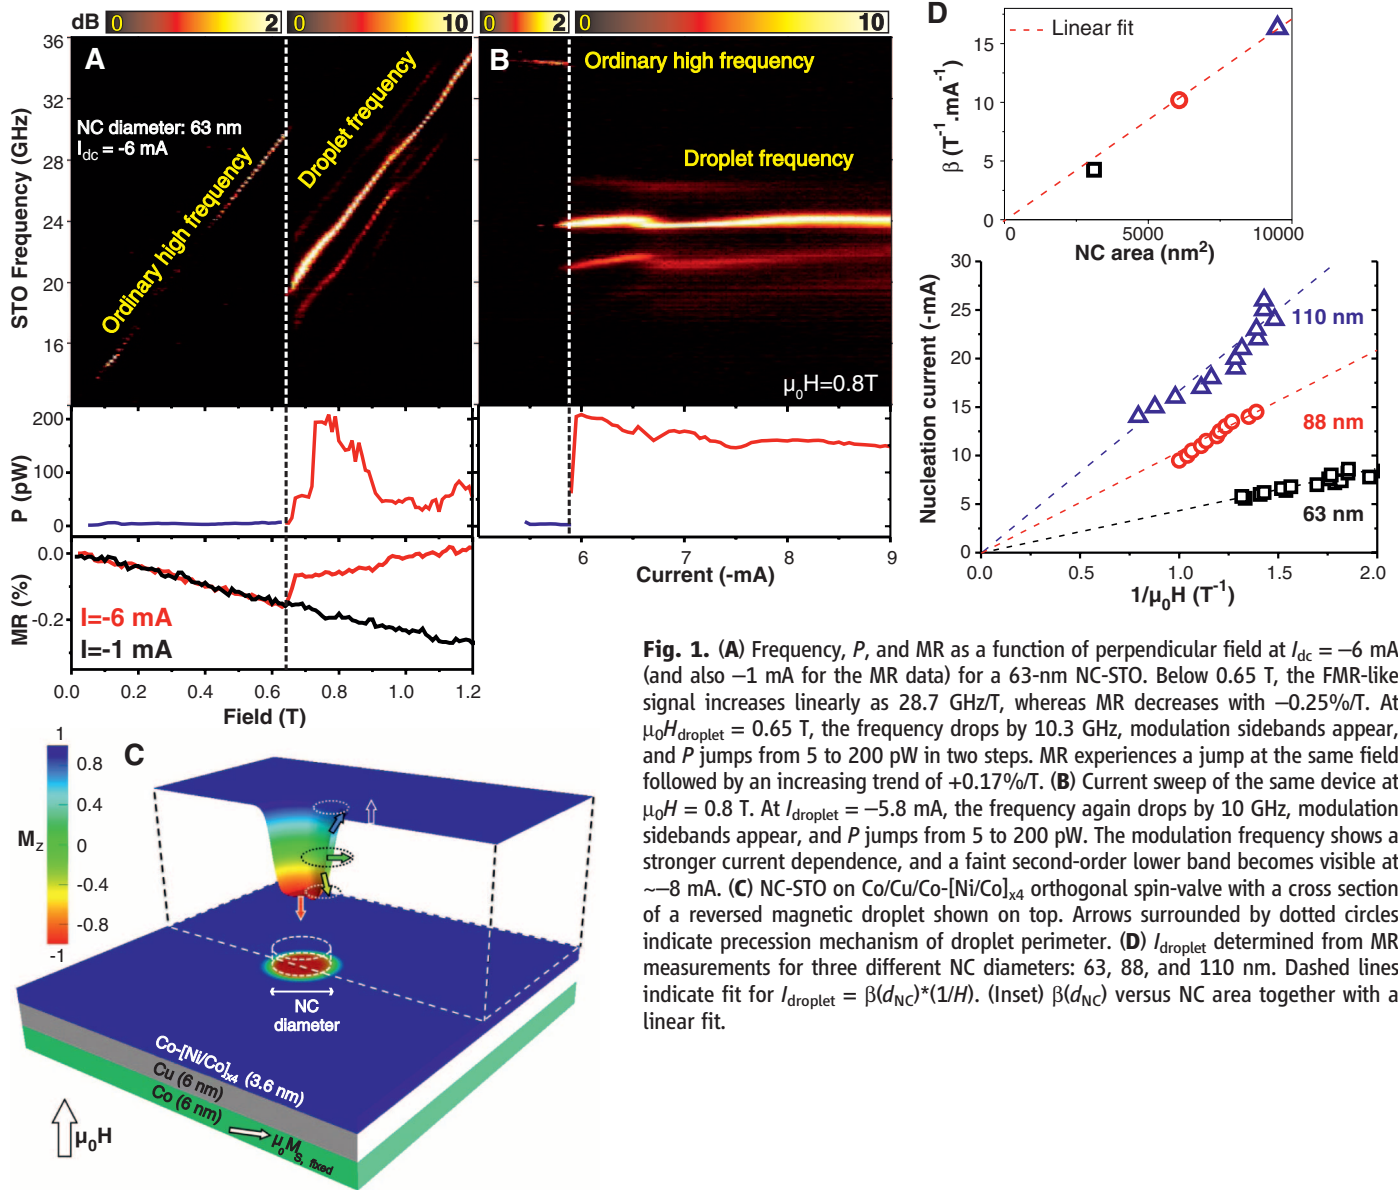 dB 0 2 0 10 0 2 0 10
A
B
D
36
32
28
24
20
16
STO Frequency (GHz)
NC diameter: 63 nm
Idc = -6 mA
Ordinary high frequency
Droplet frequency
Ordinary high frequency
Droplet frequency
μ0H=0.8T
200
100
0
P (pW)
0.0
-0.2
MR (%)
I=-6 mA
I=-1 mA
0.0 0.2 0.4 0.6 0.8 1.0 1.2
Field (T)
6 7 8 9
Current (-mA)
Linear fit
15
10
5
0
β (T-1.mA-1)
0 5000 10000
NC area (nm2)
30
25
20
15
10
5
0
Nucleation current (-mA)
110 nm
88 nm
63 nm
0.0 0.5 1.0 1.5 2.0
1/μ0H (T-1)
C
1
0.8
0.4
0
-0.4
-0.8
-1
Mz
NC
diameter
Co-[Ni/Co]x4 (3.6 nm)
Cu (6 nm)
Co (6 nm)
μ0MS, fixed
μ0H
Fig. 1. (A) Frequency, P, and MR as a function of perpendicular field at Idc = −6 mA
(and also −1 mA for the MR data) for a 63-nm NC-STO. Below 0.65 T, the FMR-like
signal increases linearly as 28.7 GHz/T, whereas MR decreases with −0.25%/T. At
μ0Hdroplet = 0.65 T, the frequency drops by 10.3 GHz, modulation sidebands appear,
and P jumps from 5 to 200 pW in two steps. MR experiences a jump at the same field
followed by an increasing trend of +0.17%/T. (B) Current sweep of the same device at
μ0H = 0.8 T. At Idroplet = −5.8 mA, the frequency again drops by 10 GHz, modulation
sidebands appear, and P jumps from 5 to 200 pW. The modulation frequency shows a
stronger current dependence, and a faint second-order lower band becomes visible at
~−8 mA. (C) NC-STO on Co/Cu/Co-[Ni/Co]x4 orthogonal spin-valve with a cross section
of a reversed magnetic droplet shown on top. Arrows surrounded by dotted circles
indicate precession mechanism of droplet perimeter. (D) Idroplet determined from MR
measurements for three different NC diameters: 63, 88, and 110 nm. Dashed lines
indicate fit for Idroplet = β(dNC)*(1/H). (Inset) β(dNC) versus NC area together with a
linear fit.